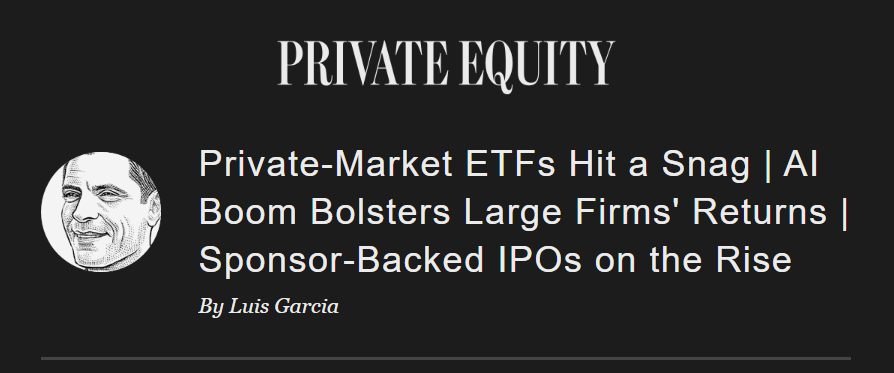 PRIVATE EQUITY
Private-Market ETFs Hit a Snag | AI
Boom Bolsters Large Firms' Returns |
Sponsor-Backed IPOs on the Rise
By Luis Garcia